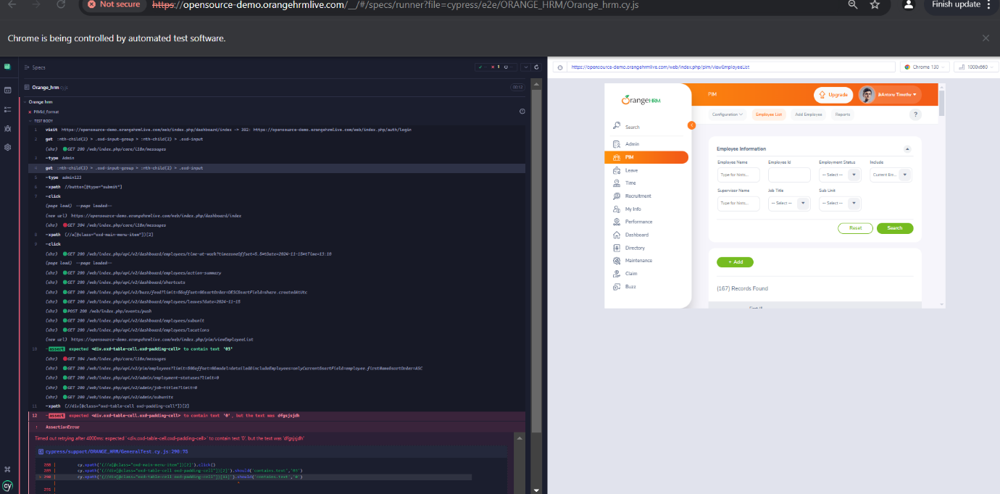 Not secure
https://opensource-demo.orangehrmlive.com/__/#/specs/runner?file=cypress/e2e/ORANGE_HRM/Orange_hrm.cy.js
Finish update
Chrome is being controlled by automated test software.
Specs
1
Orange_hrm cy.js
00:12
Orange hrm
PIMid_format
TEST BODY
1 visit https://opensource-demo.orangehrmlive.com/web/index.php/dashboard/index -> 302: https://opensource-demo.orangehrmlive.com/web/index.php/auth/login
2 get :nth-child(2) > .oxd-input-group > :nth-child(2) > .oxd-input
(xhr) GET 200 /web/index.php/core/i18n/messages
3 -type Admin
4 get :nth-child(3) > .oxd-input-group > :nth-child(2) > .oxd-input
5 -type admin123
6 -xpath //button[@type="submit"]
7 -click
(page load) --page loaded--
(new url) https://opensource-demo.orangehrmlive.com/web/index.php/dashboard/index
(xhr) GET 304 /web/index.php/core/i18n/messages
8 -xpath (//a[@class="oxd-main-menu-item"])[2]
9 -click
(xhr) GET 200 /web/index.php/api/v2/dashboard/employees/time-at-work?timezoneOffset=5.5&tDate=2024-11-15&tTime=13:16
(page load) --page loaded--
(xhr) GET 200 /web/index.php/api/v2/dashboard/employees/action-summary
(xhr) GET 200 /web/index.php/api/v2/dashboard/shortcuts
(xhr) GET 200 /web/index.php/api/v2/buzz/feed?limit=5&offset=0&sortOrder=DESC&sortField=share.createdAtUtc
(xhr) GET 200 /web/index.php/api/v2/dashboard/employees/leaves?date=2024-11-15
(xhr) POST 200 /web/index.php/events/push
(xhr) GET 200 /web/index.php/api/v2/dashboard/employees/subunit
(xhr) GET 200 /web/index.php/api/v2/dashboard/employees/locations
(new url) https://opensource-demo.orangehrmlive.com/web/index.php/pim/viewEmployeeList
10 -assert expected <div.oxd-table-cell.oxd-padding-cell> to contain text '03'
(xhr) GET 304 /web/index.php/core/i18n/messages
(xhr) GET 200 /web/index.php/api/v2/pim/employees?limit=50&offset=0&model=detailed&includeEmployees=onlyCurrent&sortField=employee.firstName&sortOrder=ASC
(xhr) GET 200 /web/index.php/api/v2/admin/employment-statuses?limit=0
(xhr) GET 200 /web/index.php/api/v2/admin/job-titles?limit=0
(xhr) GET 200 /web/index.php/api/v2/admin/subunits
11 -xpath (//div[@class="oxd-table-cell oxd-padding-cell"])[2]
12 -assert expected <div.oxd-table-cell.oxd-padding-cell> to contain text '0', but the text was dfgsjsjdh
! AssertionError
Timed out retrying after 4000ms: expected '<div.oxd-table-cell.oxd-padding-cell>' to contain text '0', but the text was 'dfgsjsjdh'
cypress/support/ORANGE_HRM/GeneralTest.cy.js:290:75
288 | cy.xpath('(//a[@class="oxd-main-menu-item"])[2]').click()
289 | cy.xpath('(//div[@class="oxd-table-cell oxd-padding-cell"])[2]').should('contains.text','03')
> 290 | cy.xpath('(//div[@class="oxd-table-cell oxd-padding-cell"])[11]').should('contains.text','0')
| ^
291 |
cy
https://opensource-demo.orangehrmlive.com/web/index.php/pim/viewEmployeeList
Chrome 130
1000x660
OrangeHRM
Search
Admin
PIM
Leave
Time
Recruitment
My Info
Performance
Dashboard
Directory
Maintenance
Claim
Buzz
PIM
Upgrade
Configuration
Employee List
Add Employee
Reports
?
Employee Information
Employee Name
Employee Id
Employment Status
Include
Type for hints...
-- Select --
Current Em...
Supervisor Name
Job Title
Sub Unit
Type for hints...
-- Select --
-- Select --
Reset
Search
+ Add
(167) Records Found